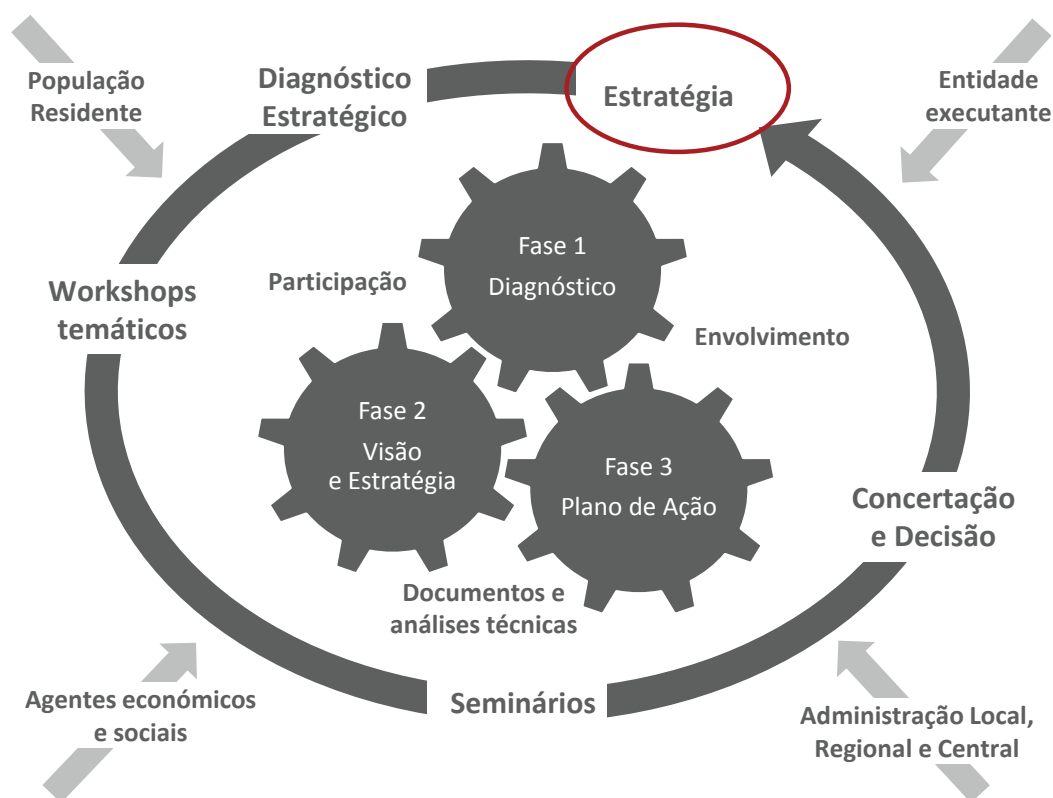 População
Residente
Diagnóstico
Estratégico
Estratégia
Entidade
executante
Fase 1
Diagnóstico
Participação
Workshops
temáticos
Envolvimento
Fase 2
Visão
e Estratégia
Fase 3
Plano de Ação
Concertação
e Decisão
Documentos e
análises técnicas
Agentes económicos
e sociais
Seminários
Administração Local,
Regional e Central